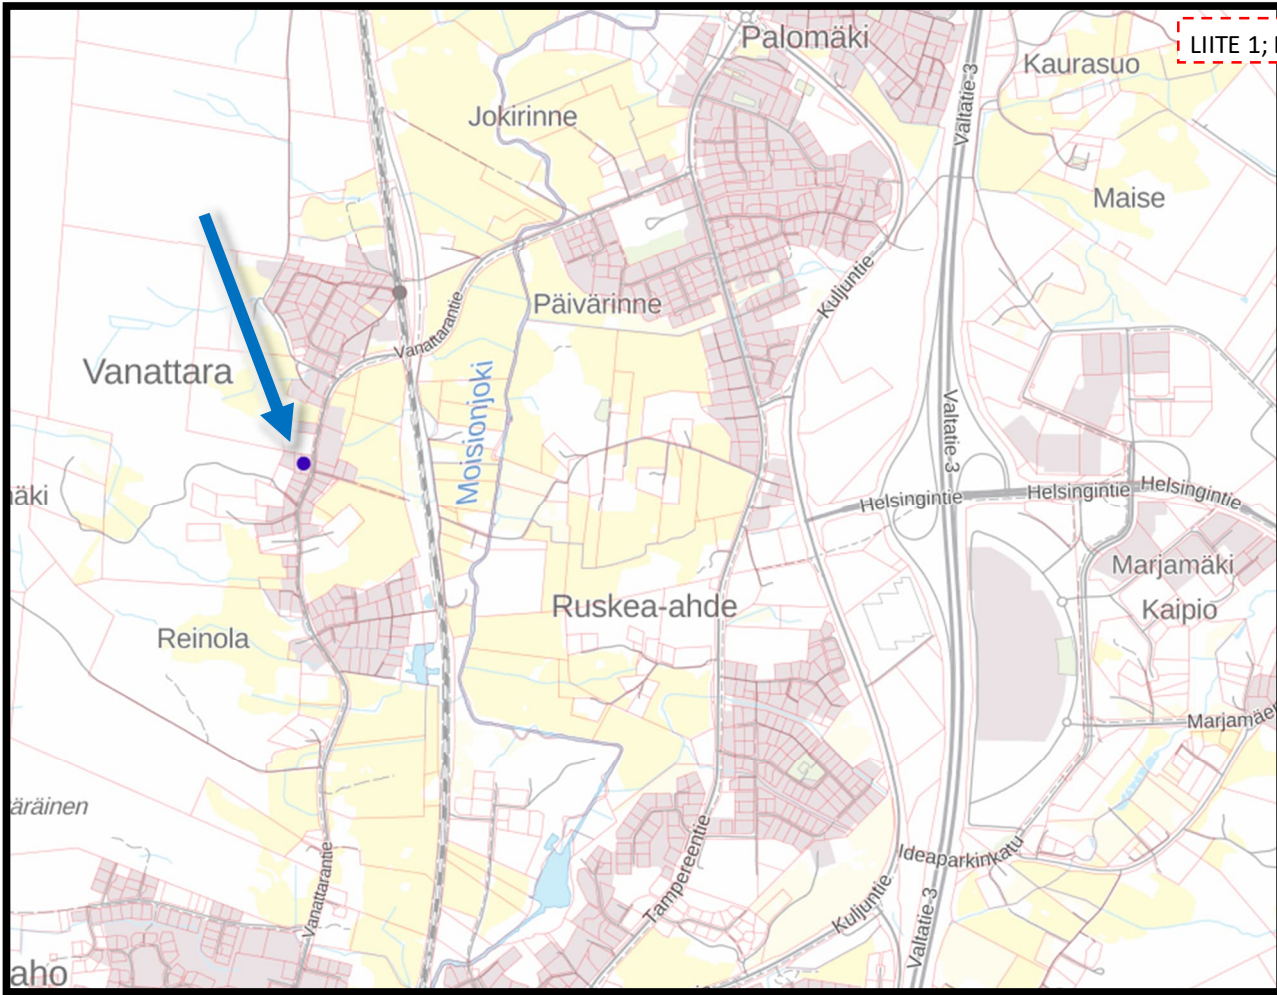 Palomäki
LIITE 1;
Kaurasuo
Valtatie 3
Jokirinne
Maise
Kuljuntie
Päivärinne
Vanattarantie
Vanattara
Moisionjoki
Valtatie 3
äki
Helsingintie
Helsingintie
Helsingintie
Marjamäki
Ruskea-ahde
Kaipio
Reinola
Marjamäen
äräinen
Vanattarantie
Tampereentie
Ideaparkinkatu
Kuljuntie
Valtatie 3
aho